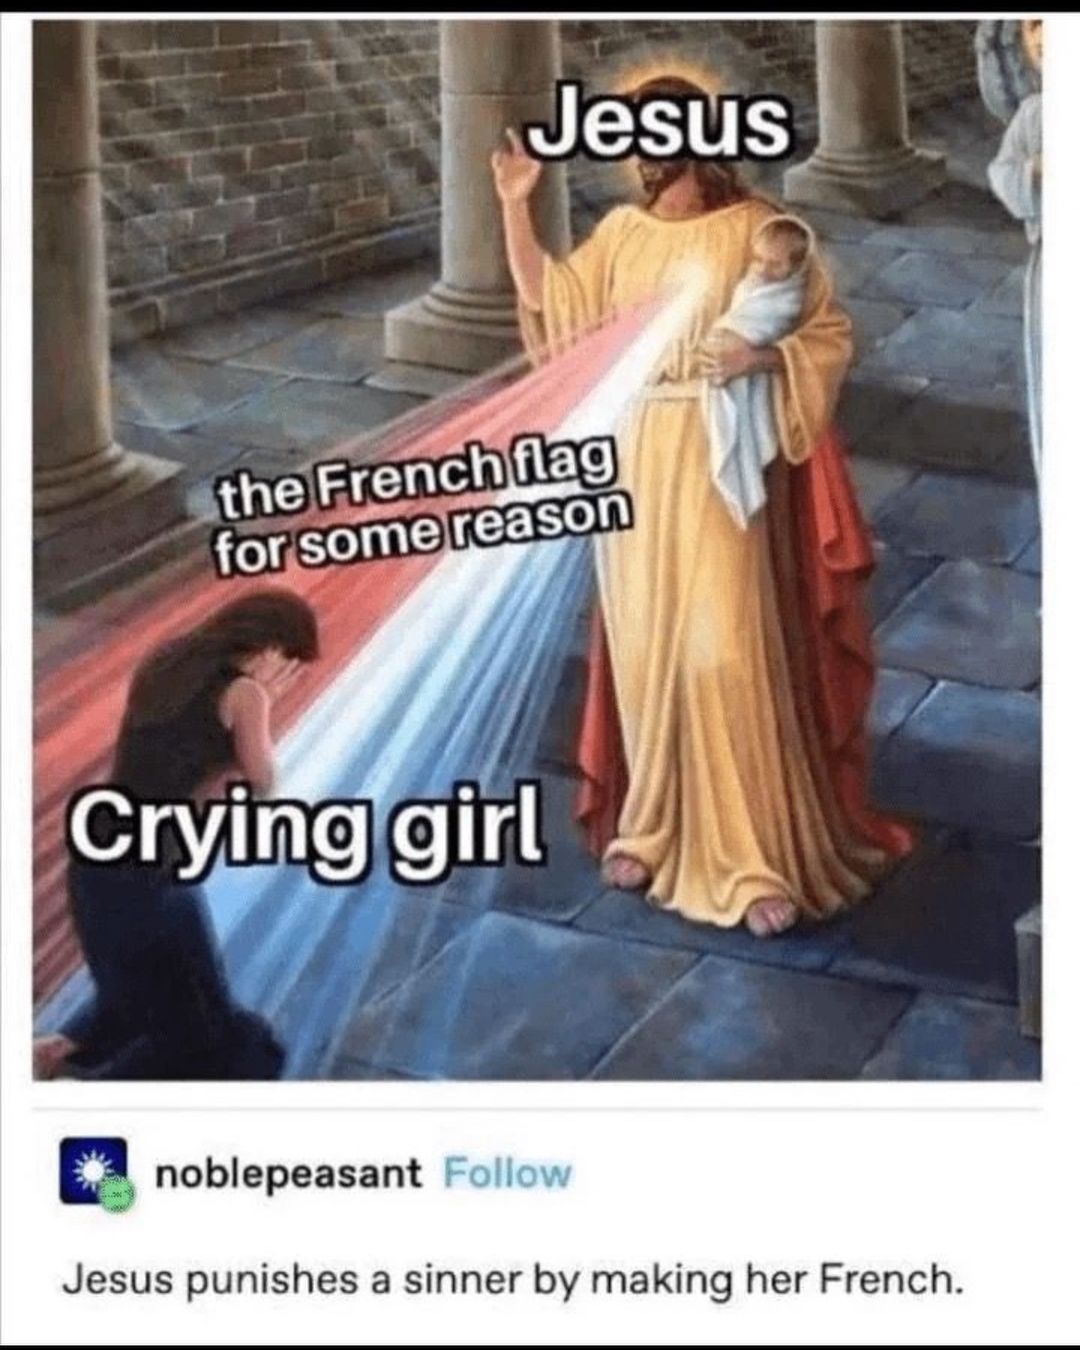 Jesus
the French flag
for some reason
Crying girl
noblepeasant Follow
Jesus punishes a sinner by making her French.